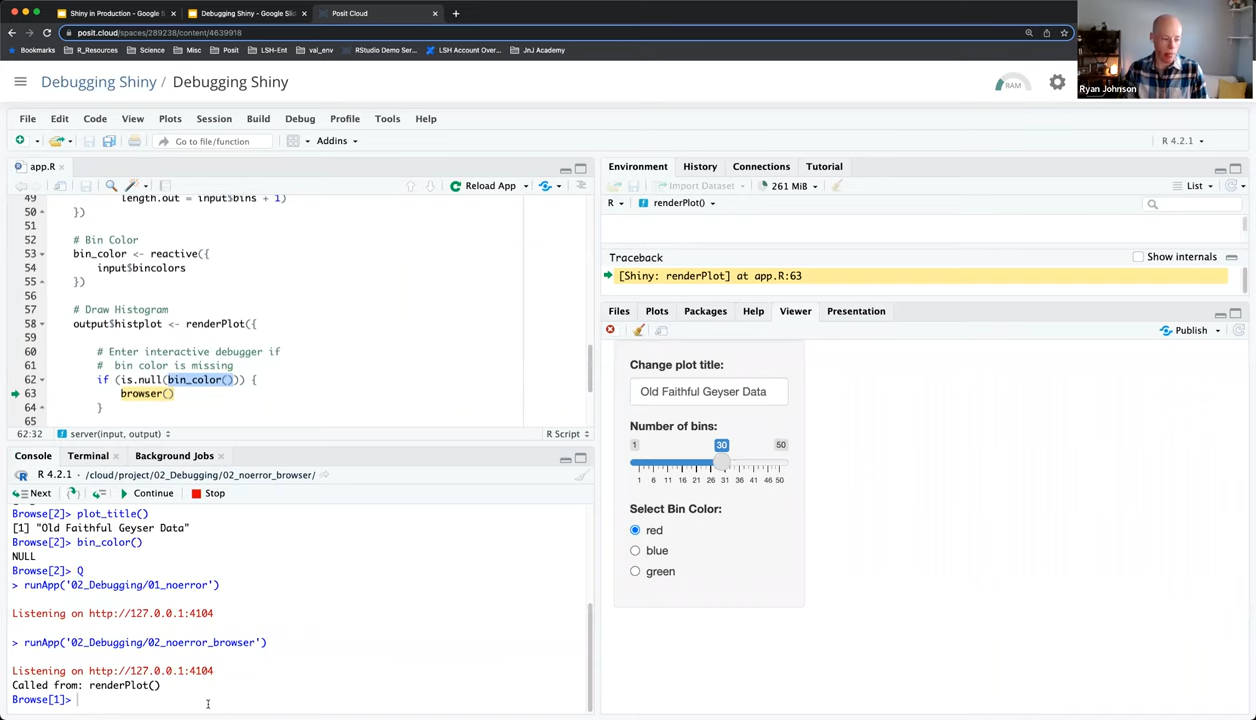 Shiny in Production - Google S
Debugging Shiny - Google Slid
Posit Cloud
posit.cloud/spaces/289238/content/4639918
Bookmarks R_Resources Science Misc Posit LSH-Ent vai_env RStudio Demo Ser... LSH Account Over... JnJ Academy
Debugging Shiny / Debugging Shiny
RAM
Ryan Johnson
File Edit Code View Plots Session Build Debug Profile Tools Help
Go to file/function
Addins
R 4.2.1
app.R
Reload App
49 length.out = input$bins + 1)
50 })
51
52 # Bin Color
53 bin_color <- reactive({
54 input$bincolors
55 })
56
57 # Draw Histogram
58 output$histplot <- renderPlot({
59
60 # Enter interactive debugger if
61 # bin color is missing
62 if (is.null(bin_color())) {
63 browser()
64 }
65
62:32 server(input, output) R Script
Console Terminal Background Jobs
R 4.2.1 · /cloud/project/02_Debugging/02_noerror_browser/
Next Continue Stop
Browse[2]> plot_title()
[1] "Old Faithful Geyser Data"
Browse[2]> bin_color()
NULL
Browse[2]> Q
> runApp('02_Debugging/01_noerror')
Listening on http://127.0.0.1:4104
> runApp('02_Debugging/02_noerror_browser')
Listening on http://127.0.0.1:4104
Called from: renderPlot()
Browse[1]>
Environment History Connections Tutorial
Import Dataset 261 MiB List
R renderPlot()
Traceback Show internals
[Shiny: renderPlot] at app.R:63
Files Plots Packages Help Viewer Presentation
Publish
Change plot title:
Old Faithful Geyser Data
Number of bins:
1 30 50
1 6 11 16 21 26 31 36 41 46 50
Select Bin Color:
red
blue
green